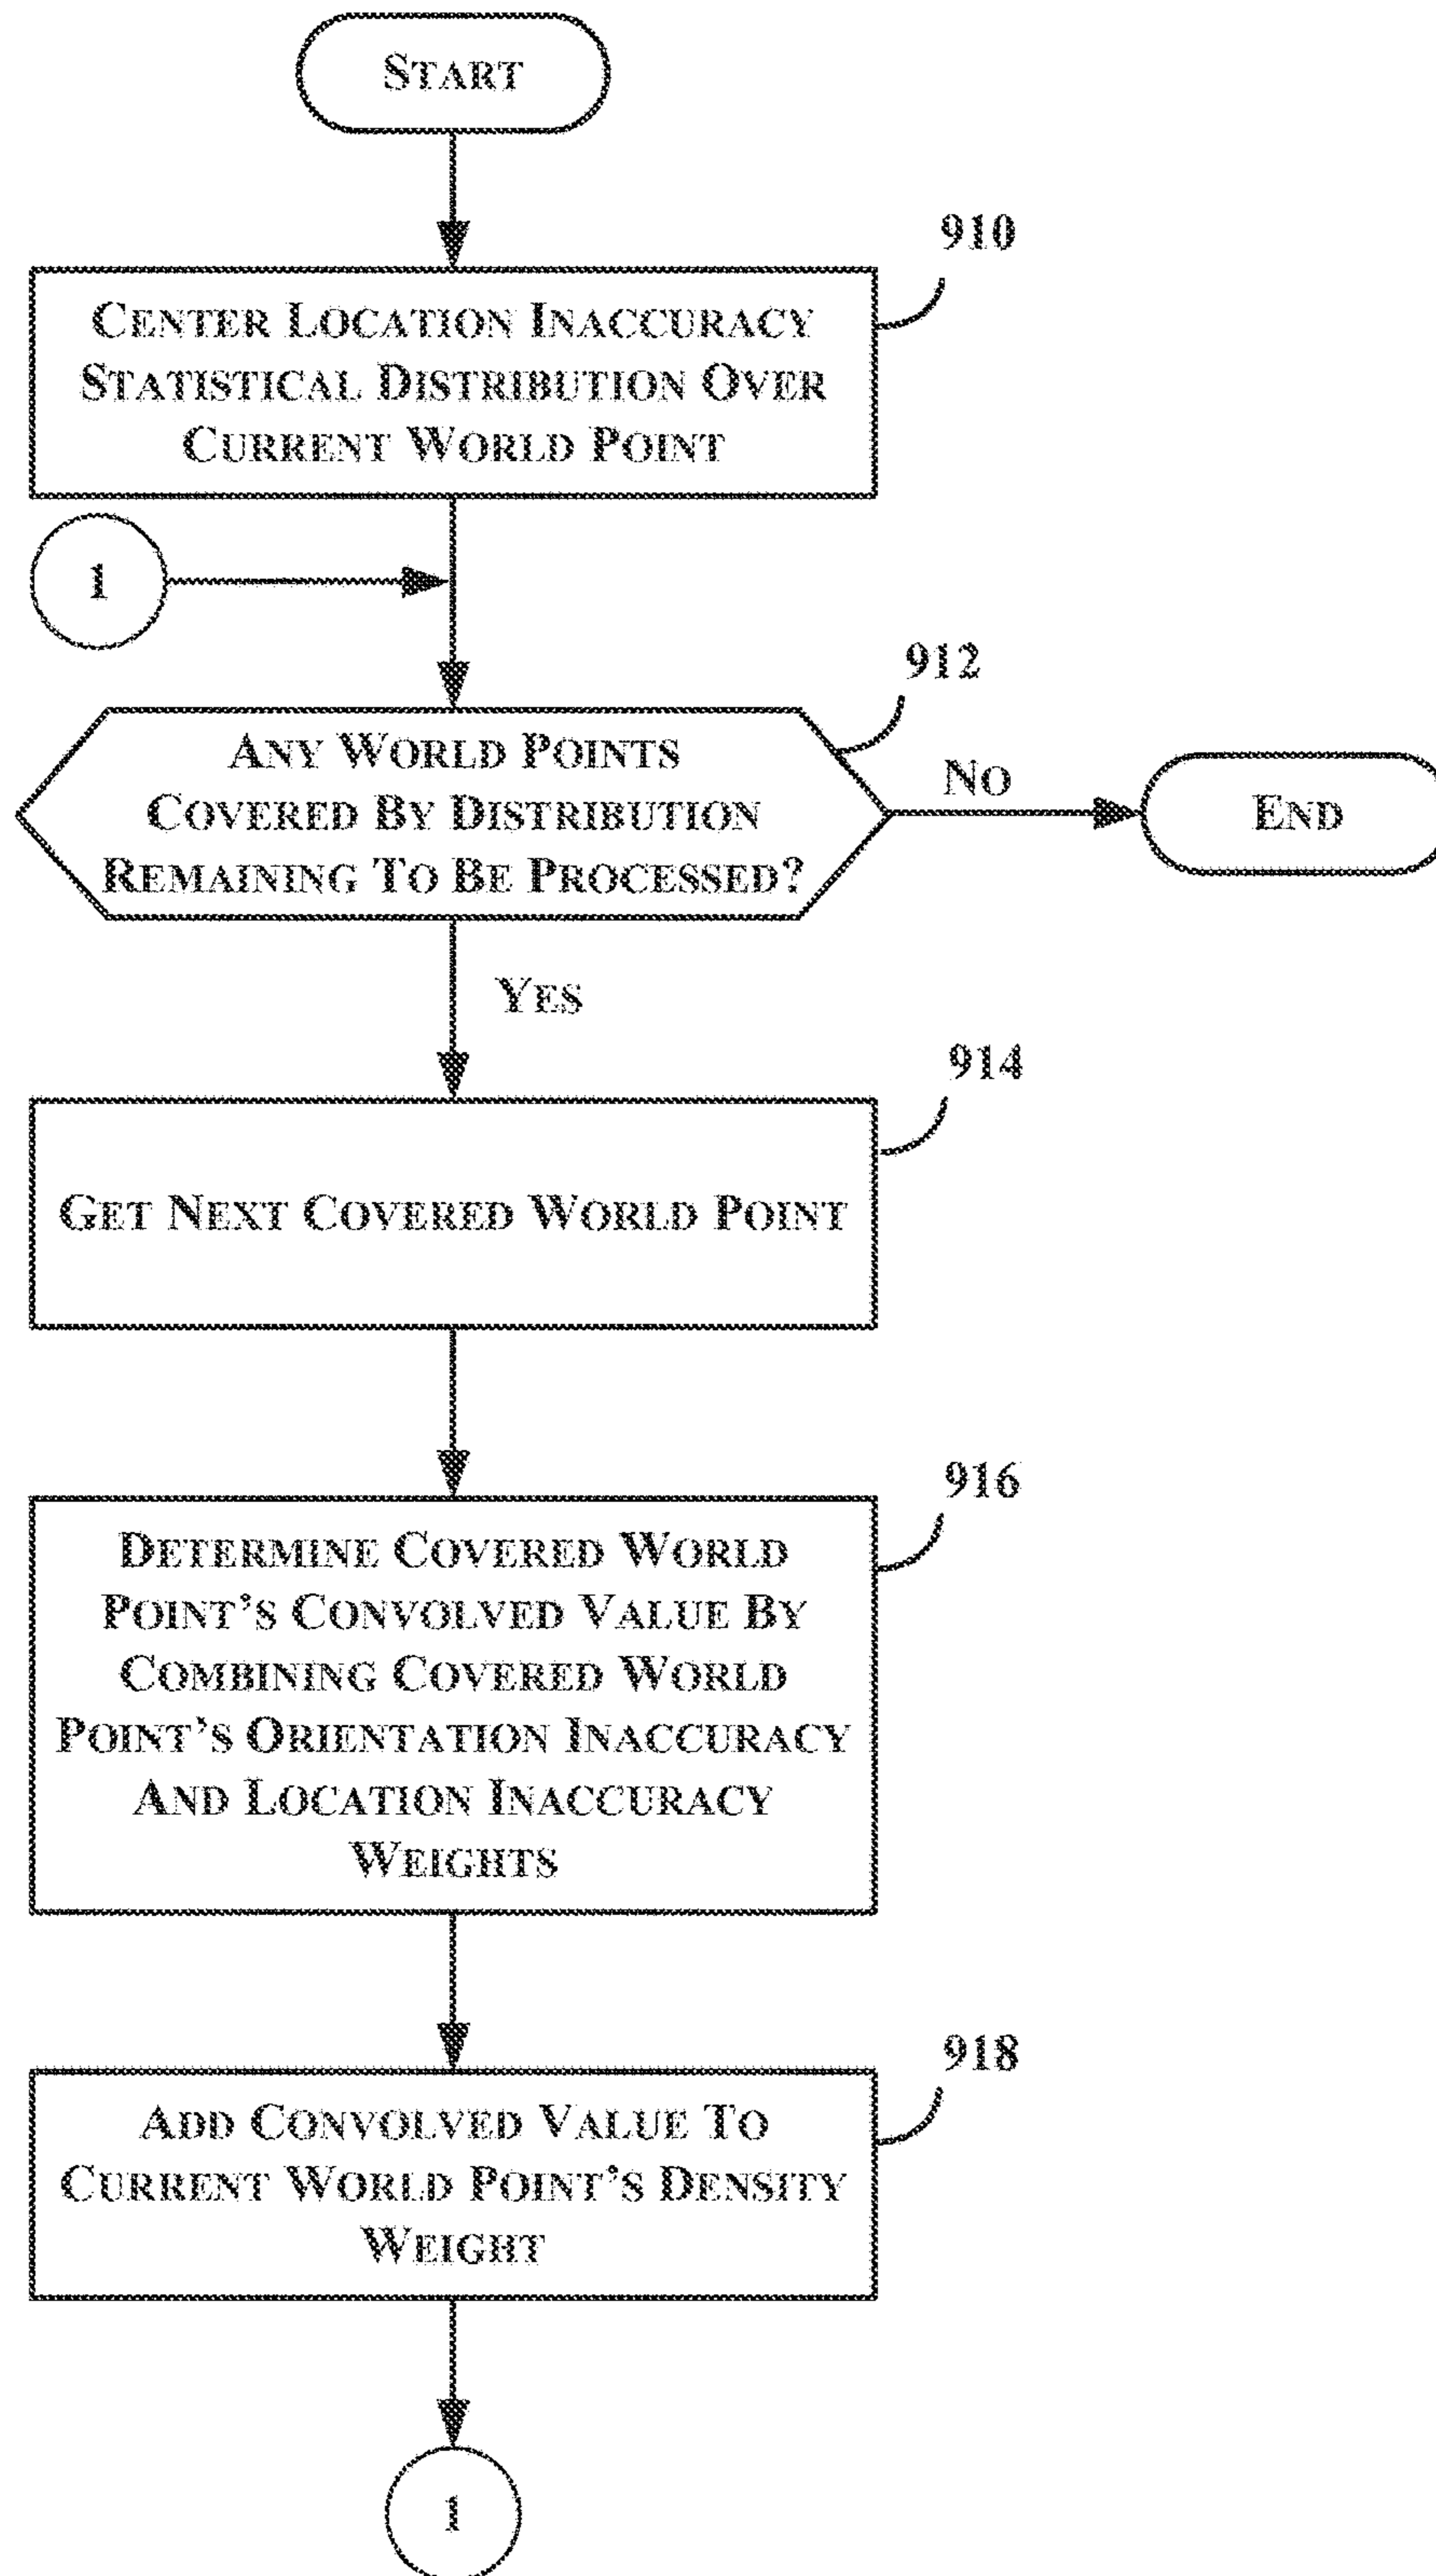 START
910
CENTER LOCATION INACCURACY
STATISTICAL DISTRIBUTION OVER
CURRENT WORLD POINT
1
912
ANY WORLD POINTS
COVERED BY DISTRIBUTION
REMAINING TO BE PROCESSED?
NO
END
YES
914
GET NEXT COVERED WORLD POINT
916
DETERMINE COVERED WORLD
POINT'S CONVOLVED VALUE BY
COMBINING COVERED WORLD
POINT'S ORIENTATION INACCURACY
AND LOCATION INACCURACY
WEIGHTS
918
ADD CONVOLVED VALUE TO
CURRENT WORLD POINT'S DENSITY
WEIGHT
1